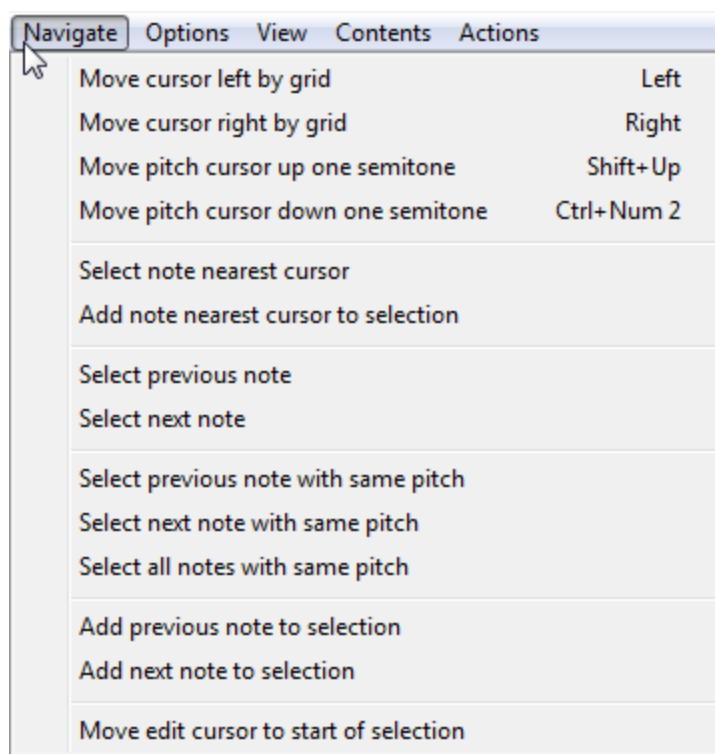 Navigate Options View Contents Actions
Move cursor left by grid Left
Move cursor right by grid Right
Move pitch cursor up one semitone Shift+Up
Move pitch cursor down one semitone Ctrl+Num 2
Select note nearest cursor
Add note nearest cursor to selection
Select previous note
Select next note
Select previous note with same pitch
Select next note with same pitch
Select all notes with same pitch
Add previous note to selection
Add next note to selection
Move edit cursor to start of selection